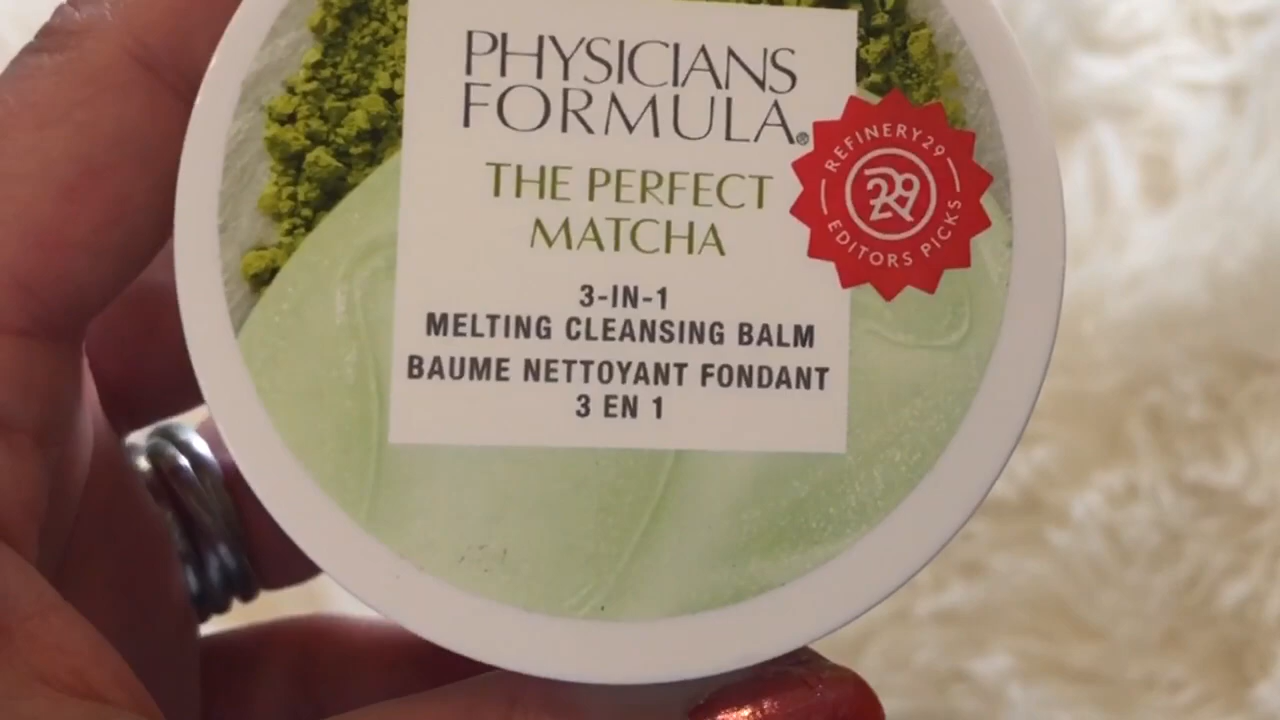 PHYSICIANS
FORMULA®
THE PERFECT
MATCHA
3-IN-1
MELTING CLEANSING BALM
BAUME NETTOYANT FONDANT
3 EN 1
REFINERY29
29
EDITORS PICKS